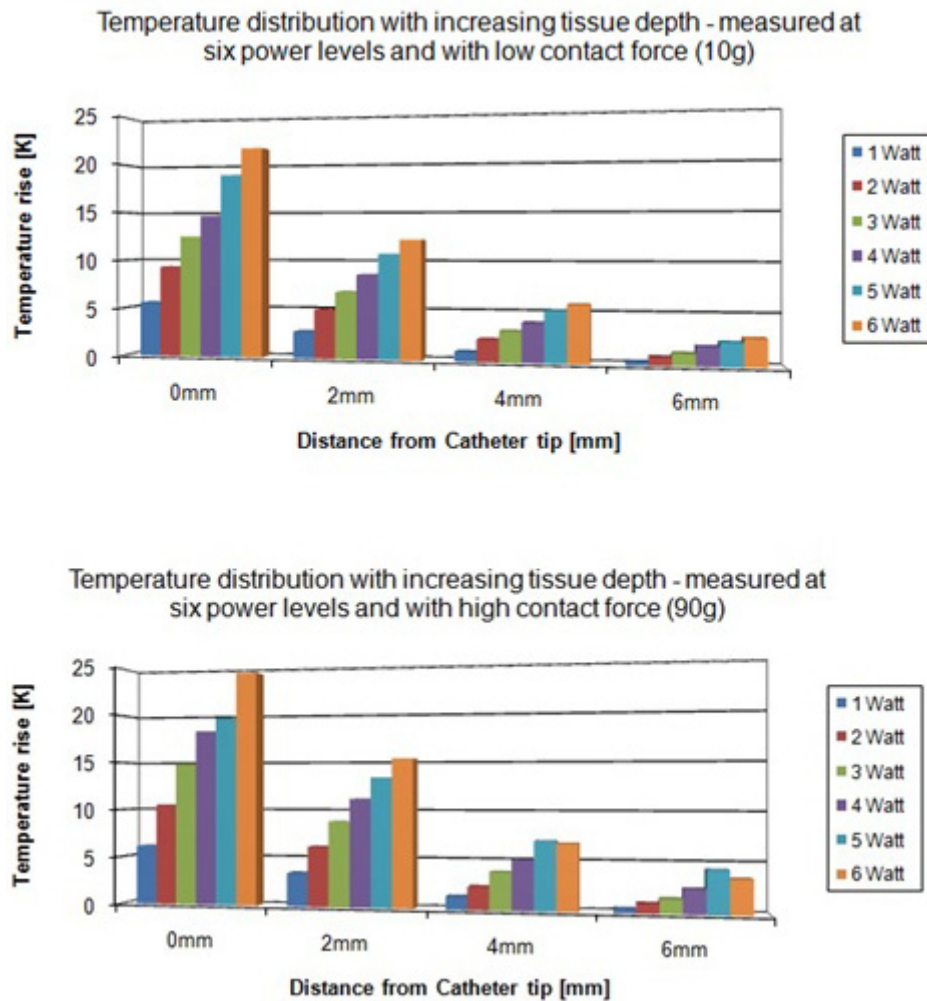 Temperature distribution with increasing tissue depth - measured at
six power levels and with low contact force (10g)
Temperature rise [K]
25
20
15
10
5
0
0mm
2mm
4mm
6mm
Distance from Catheter tip [mm]
1 Watt
2 Watt
3 Watt
4 Watt
5 Watt
6 Watt
Temperature distribution with increasing tissue depth - measured at
six power levels and with high contact force (90g)
Temperature rise [K]
25
20
15
10
5
0
0mm
2mm
4mm
6mm
Distance from Catheter tip [mm]
1 Watt
2 Watt
3 Watt
4 Watt
5 Watt
6 Watt